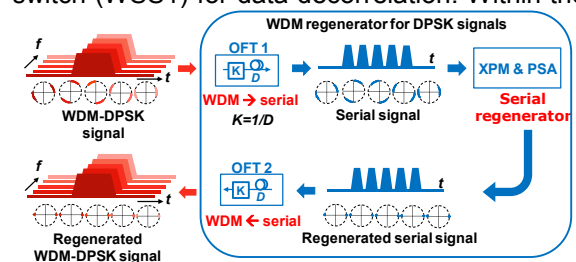 switch (WSS1) for data decorrelation. Within the
WDM regenerator for DPSK signals
f
t
WDM-DPSK
signal
OFT 1
K D
WDM → serial
K=1/D
t
Serial signal
XPM & PSA
Serial
regenerator
f
t
Regenerated
WDM-DPSK signal
OFT 2
K D
WDM ← serial
t
Regenerated serial signal